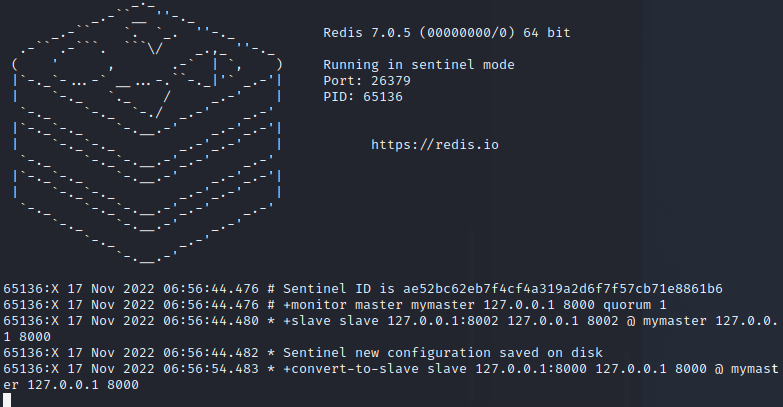 Redis 7.0.5 (00000000/0) 64 bit
Running in sentinel mode
Port: 26379
PID: 65136
https://redis.io
65136:X 17 Nov 2022 06:56:44.476 # Sentinel ID is ae52bc62eb7f4cf4a319a2d6f7f57cb71e8861b6
65136:X 17 Nov 2022 06:56:44.476 # +monitor master mymaster 127.0.0.1 8000 quorum 1
65136:X 17 Nov 2022 06:56:44.480 * +slave slave 127.0.0.1:8002 127.0.0.1 8002 @ mymaster 127.0.0.
1 8000
65136:X 17 Nov 2022 06:56:44.482 * Sentinel new configuration saved on disk
65136:X 17 Nov 2022 06:56:54.483 * +convert-to-slave slave 127.0.0.1:8000 127.0.0.1 8000 @ mymast
er 127.0.0.1 8000